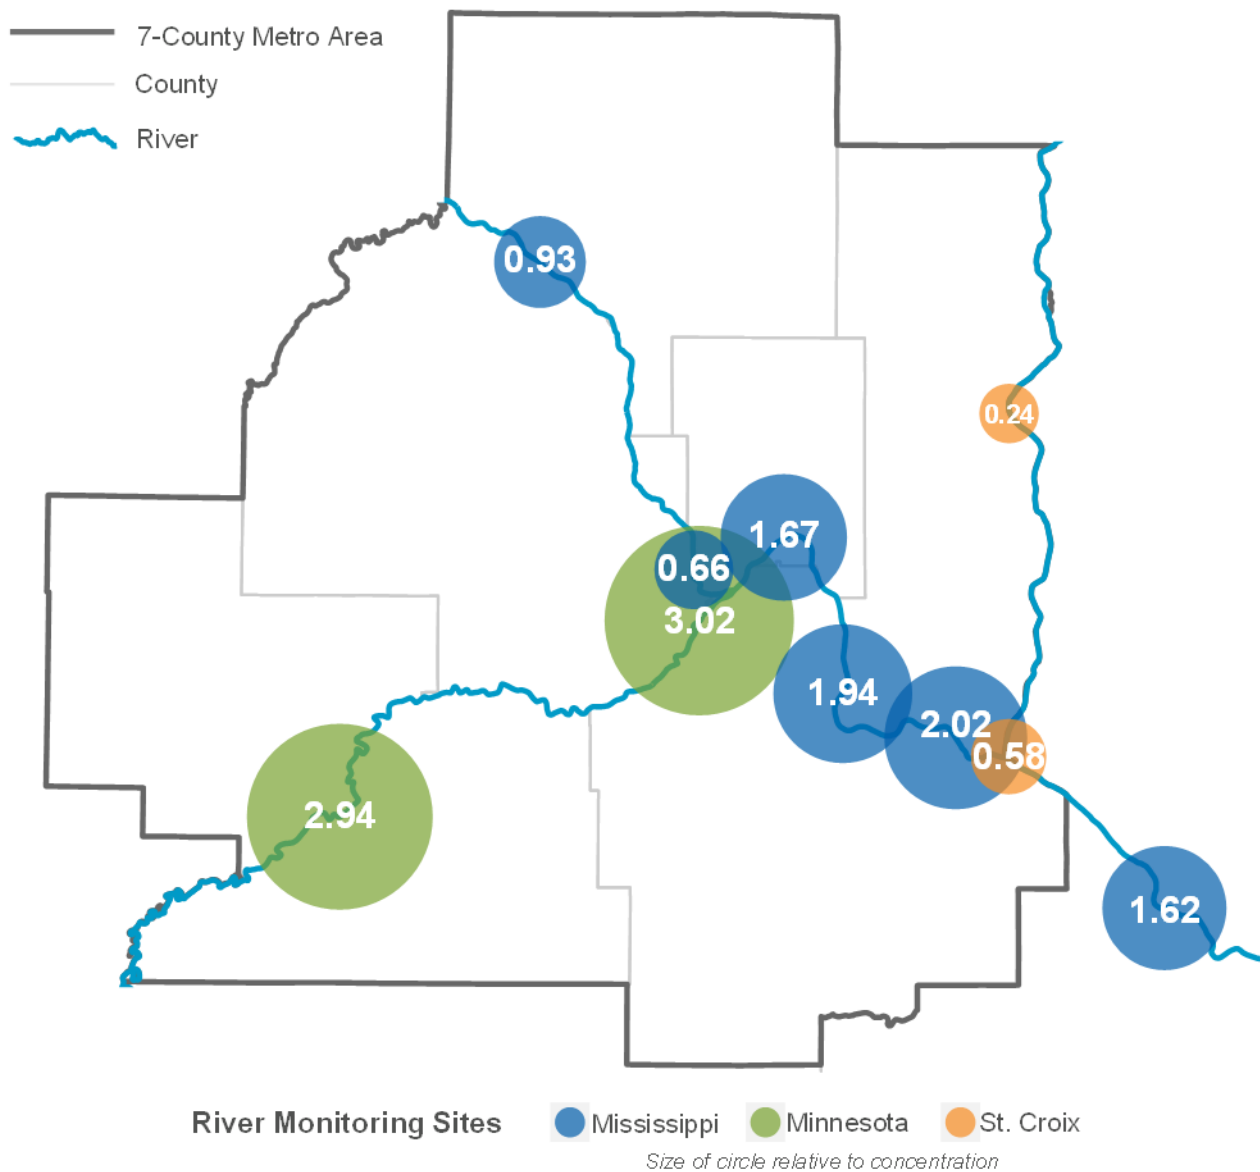 7-County Metro Area
County
River
0.93
0.24
1.67
0.66
3.02
1.94
2.02
0.58
2.94
1.62
River Monitoring Sites Mississippi Minnesota St. Croix
Size of circle relative to concentration